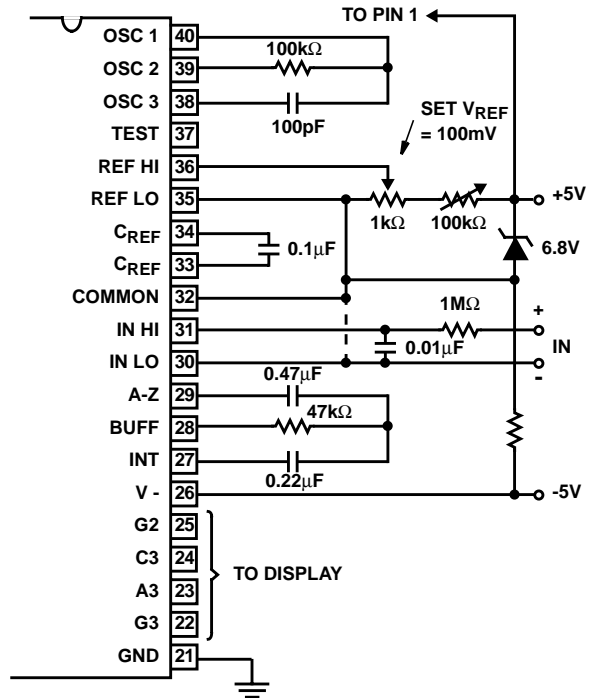 TO PIN 1
OSC 1 40
100kΩ
OSC 2 39
OSC 3 38
100pF
TEST 37
SET VREF
= 100mV
REF HI 36
REF LO 35
+5V
1kΩ 100kΩ
CREF 34
0.1µF
6.8V
CREF 33
COMMON 32
1MΩ
+
IN HI 31
0.01µF
IN
IN LO 30
-
0.47µF
A-Z 29
47kΩ
BUFF 28
INT 27
0.22µF
V - 26
-5V
G2 25
C3 24
TO DISPLAY
A3 23
G3 22
GND 21